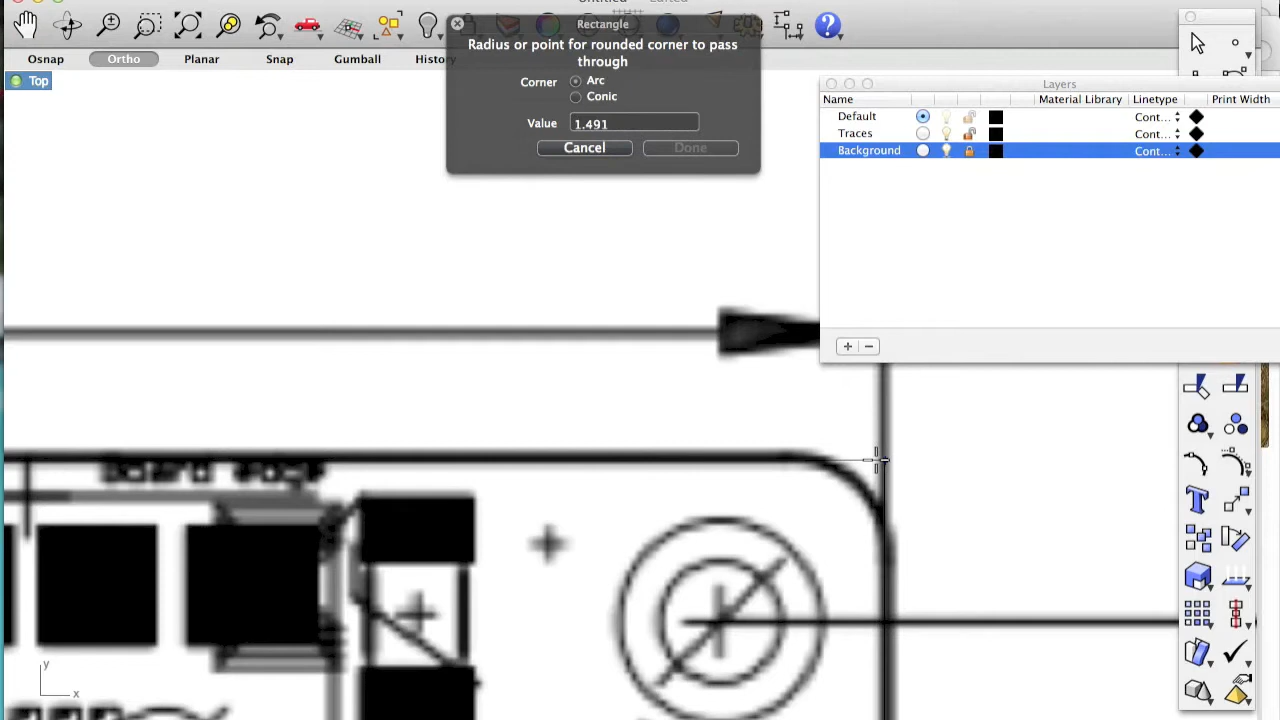 Rectangle
Osnap Ortho Planar Snap Gumball History
Radius or point for rounded corner to pass
through
Corner Arc
Conic
Value 1.491
Cancel Done
Top
Layers
Name Material Library Linetype Print Width
Default Cont...
Traces Cont...
Background Cont...
y
x